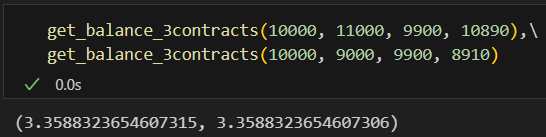 get_balance_3contracts(10000, 11000, 9900, 10890),\
get_balance_3contracts(10000, 9000, 9900, 8910)
0.0s
(3.3588323654607315, 3.3588323654607306)